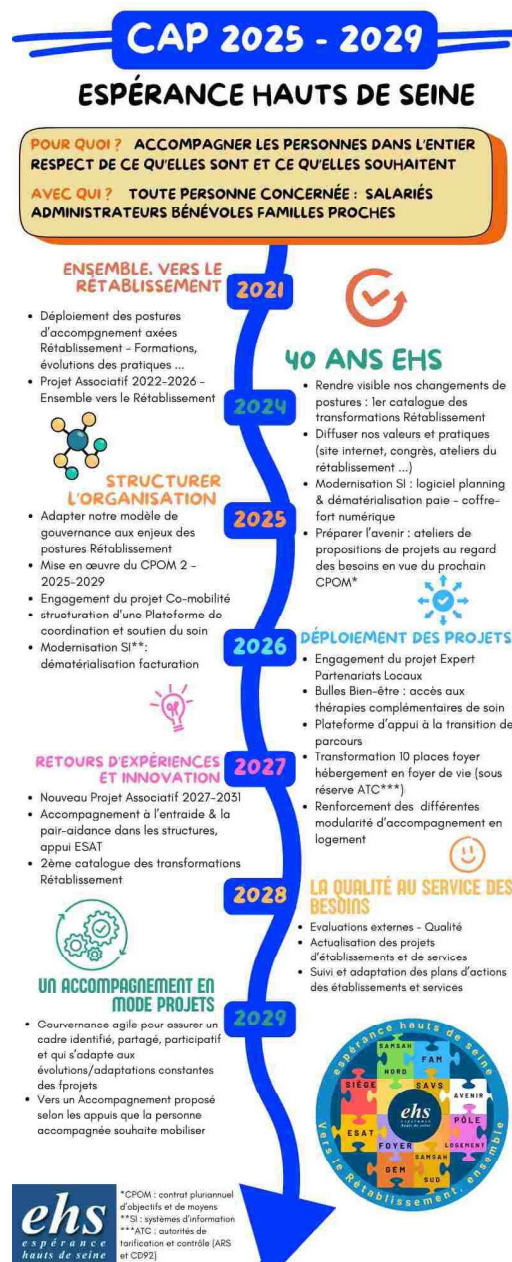 CAP 2025 - 2029
ESPÉRANCE HAUTS DE SEINE
POUR QUOI ? ACCOMPAGNER LES PERSONNES DANS L'ENTIER
RESPECT DE CE QU'ELLES SONT ET CE QU'ELLES SOUHAITENT
AVEC QUI ? TOUTE PERSONNE CONCERNÉE : SALARIÉS
ADMINISTRATEURS BÉNÉVOLES FAMILLES PROCHES
ENSEMBLE, VERS LE
RÉTABLISSEMENT
2021
• Déploiement des postures
d'accompgnement axées
Rétablissement - Formations,
évolutions des pratiques ...
• Projet Associatif 2022-2026 -
Ensemble vers le Rétablissement
40 ANS EHS
2024
• Rendre visible nos changements de
postures : 1er catalogue des
transformations Rétablissement
• Diffuser nos valeurs et pratiques
(site internet, congrès, ateliers du
rétablissement ...)
• Modernisation SI : logiciel planning
& dématérialisation paie - coffre-
fort numérique
• Préparer l'avenir : ateliers de
propositions de projets au regard
des besoins en vue du prochain
CPOM*
STRUCTURER
L'ORGANISATION
2025
• Adapter notre modèle de
gouvernance aux enjeux des
postures Rétablissement
• Mise en œuvre du CPOM 2 -
2025-2029
• Engagement du projet Co-mobilité
• structuration d'une Plateforme de
coordination et soutien du soin
• Modernisation SI**:
dématérialisation facturation
2026
DÉPLOIEMENT DES PROJETS
• Engagement du projet Expert
Partenariats Locaux
• Bulles Bien-être : accès aux
thérapies complémentaires de soin
• Plateforme d'appui à la transition de
parcours
• Transformation 10 places foyer
hébergement en foyer de vie (sous
réserve ATC***)
• Renforcement des différentes
modularité d'accompagnement en
logement
RETOURS D'EXPÉRIENCES
ET INNOVATION
2027
• Nouveau Projet Associatif 2027-2031
• Accompagnement à l'entraide & la
pair-aidance dans les structures,
appui ESAT
• 2ème catalogue des transformations
Rétablissement
2028
LA QUALITÉ AU SERVICE DES
BESOINS
• Evaluations externes - Qualité
• Actualisation des projets
d'établissements et de services
• Suivi et adaptation des plans d'actions
des établissements et services
UN ACCOMPAGNEMENT EN
MODE PROJETS
2029
• Gourvernance agile pour assurer un
cadre identifié, partagé, participatif
et qui s'adapte aux
évolutions/adaptations constantes
des fprojets
• Vers un Accompagnement proposé
selon les appuis que la personne
accompagnée souhaite mobiliser
espérance hauts de seine
SAMSAH
NORD
FAM
SIÈGE
SAVS
AVENIR
ehs
espérance
hauts de seine
ESAT
FOYER
PÔLE
LOGEMENT
GEM
SAMSAH
SUD
Vers le Rétablissement, ensemble
ehs
espérance
hauts de seine
*CPOM : contrat pluriannuel
d'objectifs et de moyens
**SI : systèmes d'information
***ATC : autorités de
tarification et contrôle (ARS
et CD92)